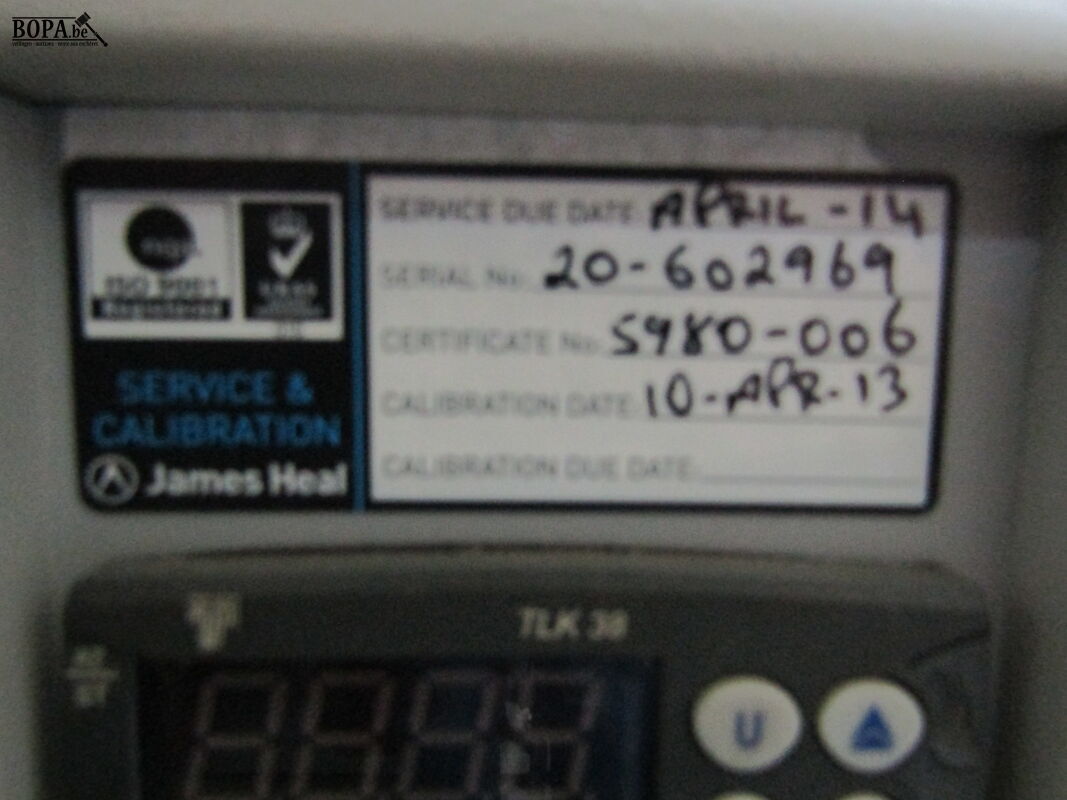 BOPA.be
SERVICE DUE DATE: APRIL -14
SERIAL No. 20-602969
CERTIFICATE No. 5980-006
CALIBRATION DATE: 10-APR-13
CALIBRATION DUE DATE:
ISO 9001
Registered
SERVICE &
CALIBRATION
James Heal
TLK 38
U